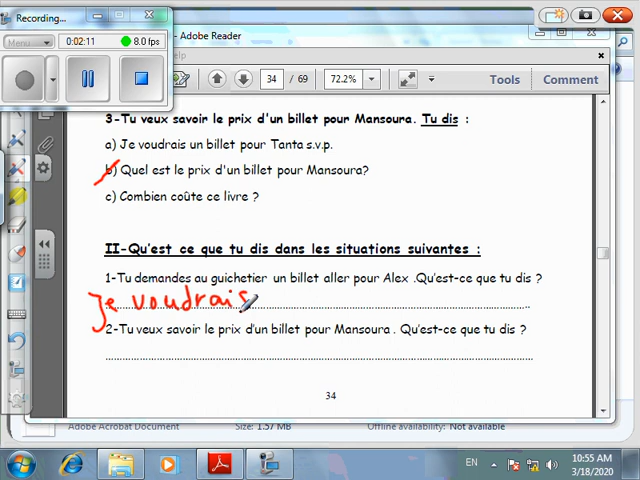 Recording...
Menu
0:02:11
8.0 fps
Adobe Reader
elp
34 / 69
72.2%
Tools
Comment
3-Tu veux savoir le prix d'un billet pour Mansoura. Tu dis :
a) Je voudrais un billet pour Tanta s.v.p.
b) Quel est le prix d'un billet pour Mansoura?
c) Combien coûte ce livre ?
II-Qu'est ce que tu dis dans les situations suivantes :
1-Tu demandes au guichetier un billet aller pour Alex .Qu'est-ce que tu dis ?
Je voudrais
2-Tu veux savoir le prix d'un billet pour Mansoura . Qu'est-ce que tu dis ?
34
Adobe Acrobat Document
Size: 1.57 MB
Offline availability: Not available
EN
10:55 AM
3/18/2020